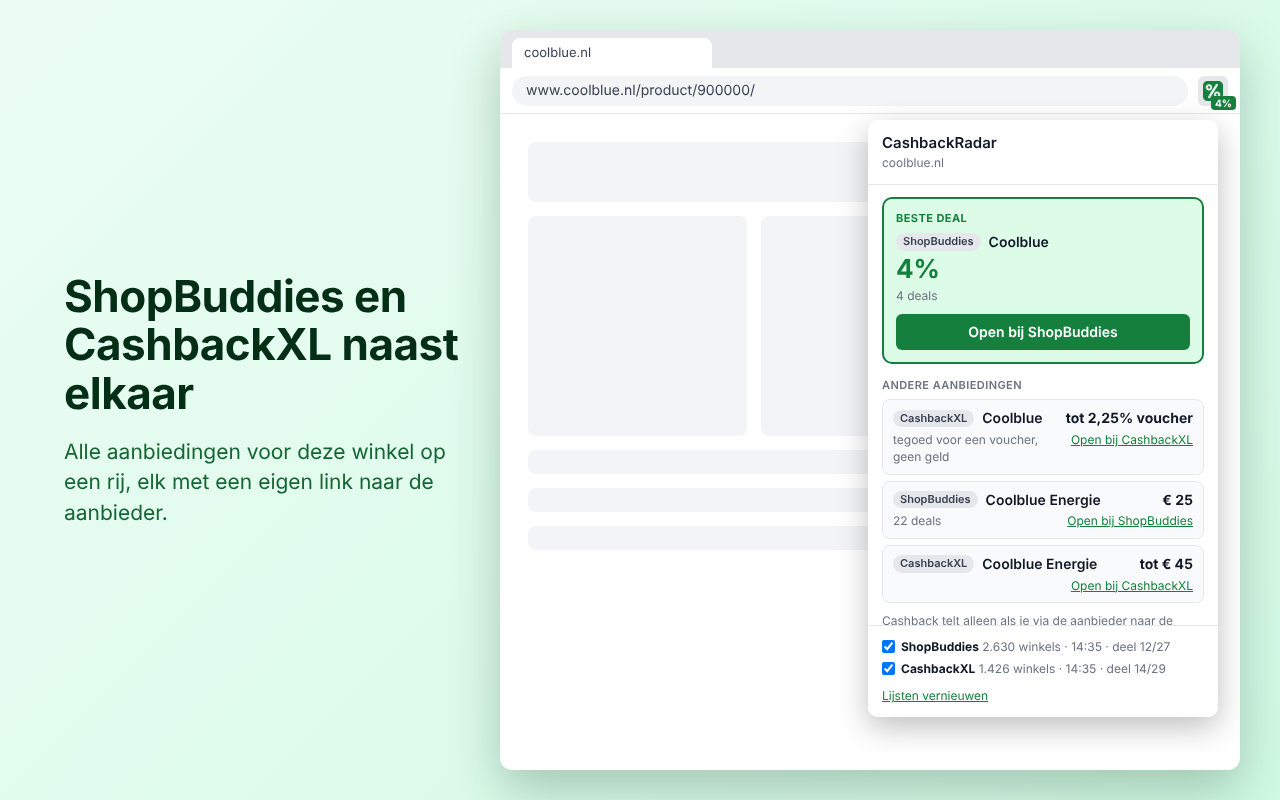 ShopBuddies en
CashbackXL naast
elkaar
Alle aanbiedingen voor deze winkel op
een rij, elk met een eigen link naar de
aanbieder.
coolblue.nl
www.coolblue.nl/product/900000/
%
4%
CashbackRadar
coolblue.nl
BESTE DEAL
ShopBuddies Coolblue
4%
4 deals
Open bij ShopBuddies
ANDERE AANBIEDINGEN
CashbackXL Coolblue tot 2,25% voucher
tegoed voor een voucher, Open bij CashbackXL
geen geld
ShopBuddies Coolblue Energie € 25
22 deals Open bij ShopBuddies
CashbackXL Coolblue Energie tot € 45
Open bij CashbackXL
Cashback telt alleen als je via de aanbieder naar de
ShopBuddies 2.630 winkels · 14:35 · deel 12/27
CashbackXL 1.426 winkels · 14:35 · deel 14/29
Lijsten vernieuwen